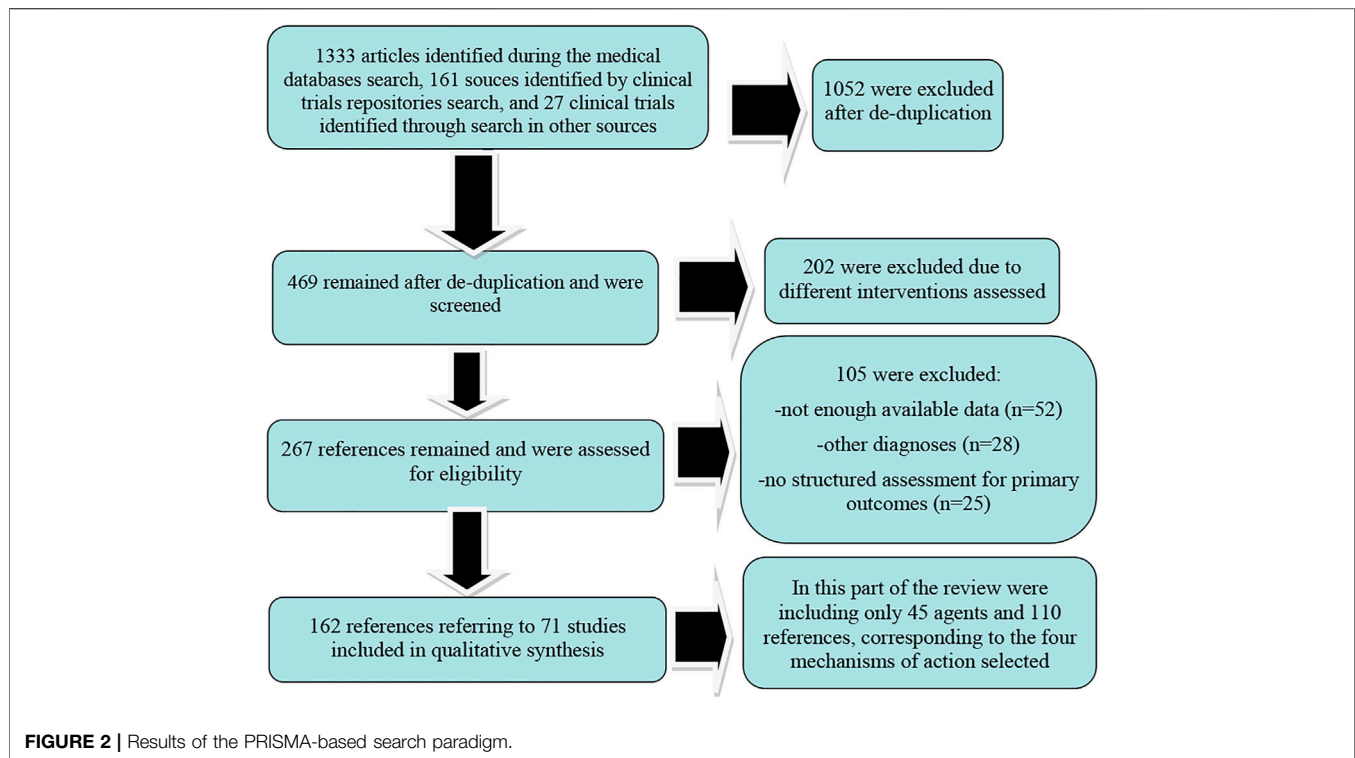 1333 articles identified during the medical
databases search, 161 souces identified by clinical
trials repositories search, and 27 clinical trials
identified through search in other sources
1052 were excluded
after de-duplication
469 remained after de-duplication and were
screened
202 were excluded due to
different interventions assessed
267 references remained and were assessed
for eligibility
105 were excluded:
-not enough available data (n=52)
-other diagnoses (n=28)
-no structured assessment for primary
outcomes (n=25)
162 references referring to 71 studies
included in qualitative synthesis
In this part of the review were
including only 45 agents and 110
references, corresponding to the four
mechanisms of action selected
FIGURE 2 | Results of the PRISMA-based search paradigm.